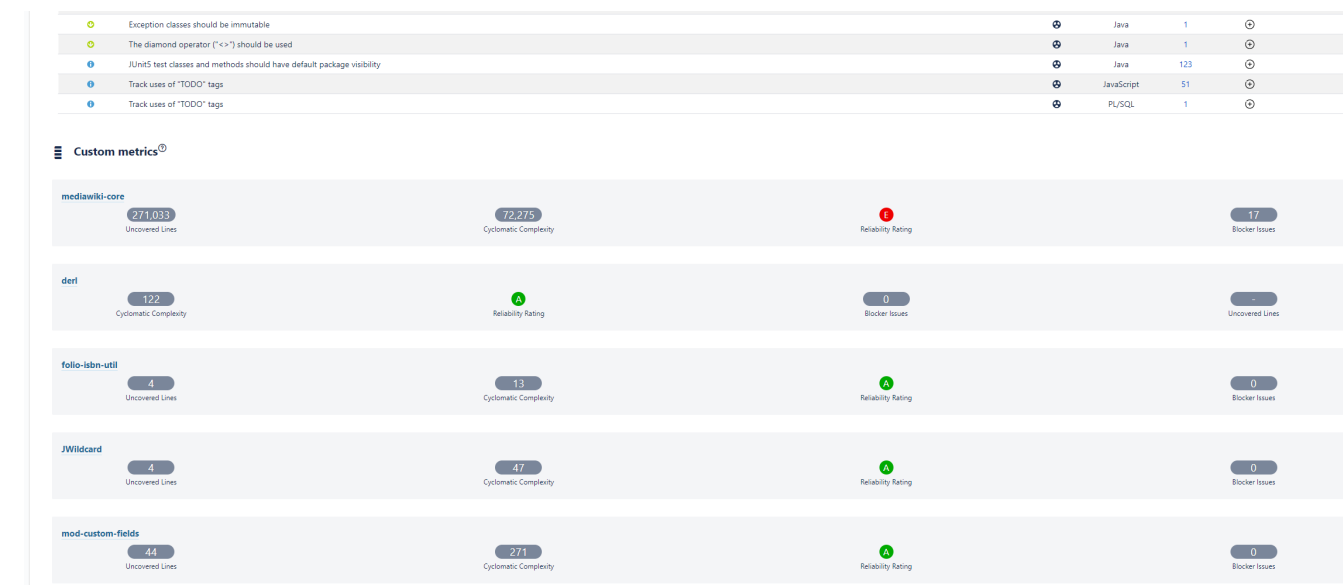 Exception classes should be immutable Java 1
The diamond operator ("<>") should be used Java 1
JUnit5 test classes and methods should have default package visibility Java 123
Track uses of "TODO" tags JavaScript 51
Track uses of "TODO" tags PL/SQL 1
Custom metrics
mediawiki-core
271,033 72,275 E 17
Uncovered Lines Cyclomatic Complexity Reliability Rating Blocker Issues
derl
122 A 0 -
Cyclomatic Complexity Reliability Rating Blocker Issues Uncovered Lines
folio-isbn-util
4 13 A 0
Uncovered Lines Cyclomatic Complexity Reliability Rating Blocker Issues
JWildcard
4 47 A 0
Uncovered Lines Cyclomatic Complexity Reliability Rating Blocker Issues
mod-custom-fields
44 271 A 0
Uncovered Lines Cyclomatic Complexity Reliability Rating Blocker Issues